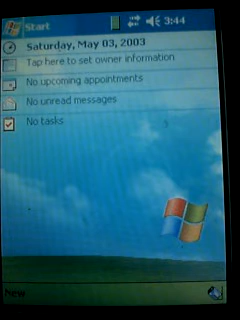 Start 3:44
Saturday, May 03, 2003
Tap here to set owner information
No upcoming appointments
No unread messages
No tasks
New